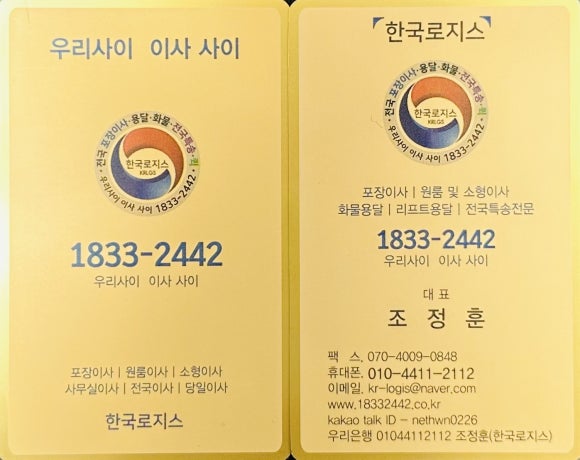 우리사이 이사 사이
전국 포장이사·용달·화물·전국특송·퀵
한국로지스
KRLGS
우리사이 이사 사이 1833-2442
1833-2442
우리사이 이사 사이
포장이사 | 원룸이사 | 소형이사
사무실이사 | 전국이사 | 당일이사
한국로지스
한국로지스
전국 포장이사·용달·화물·전국특송·퀵
한국로지스
KRLGS
우리사이 이사 사이 1833-2442
포장이사 | 원룸 및 소형이사
화물용달 | 리프트용달 | 전국특송전문
1833-2442
우리사이 이사 사이
대 표
조 정 훈
팩 스. 070-4009-0848
휴대폰. 010-4411-2112
이메일. kr-logis@naver.com
www.18332442.co.kr
kakao talk ID - nethwn0226
우리은행 01044112112 조정훈(한국로지스)